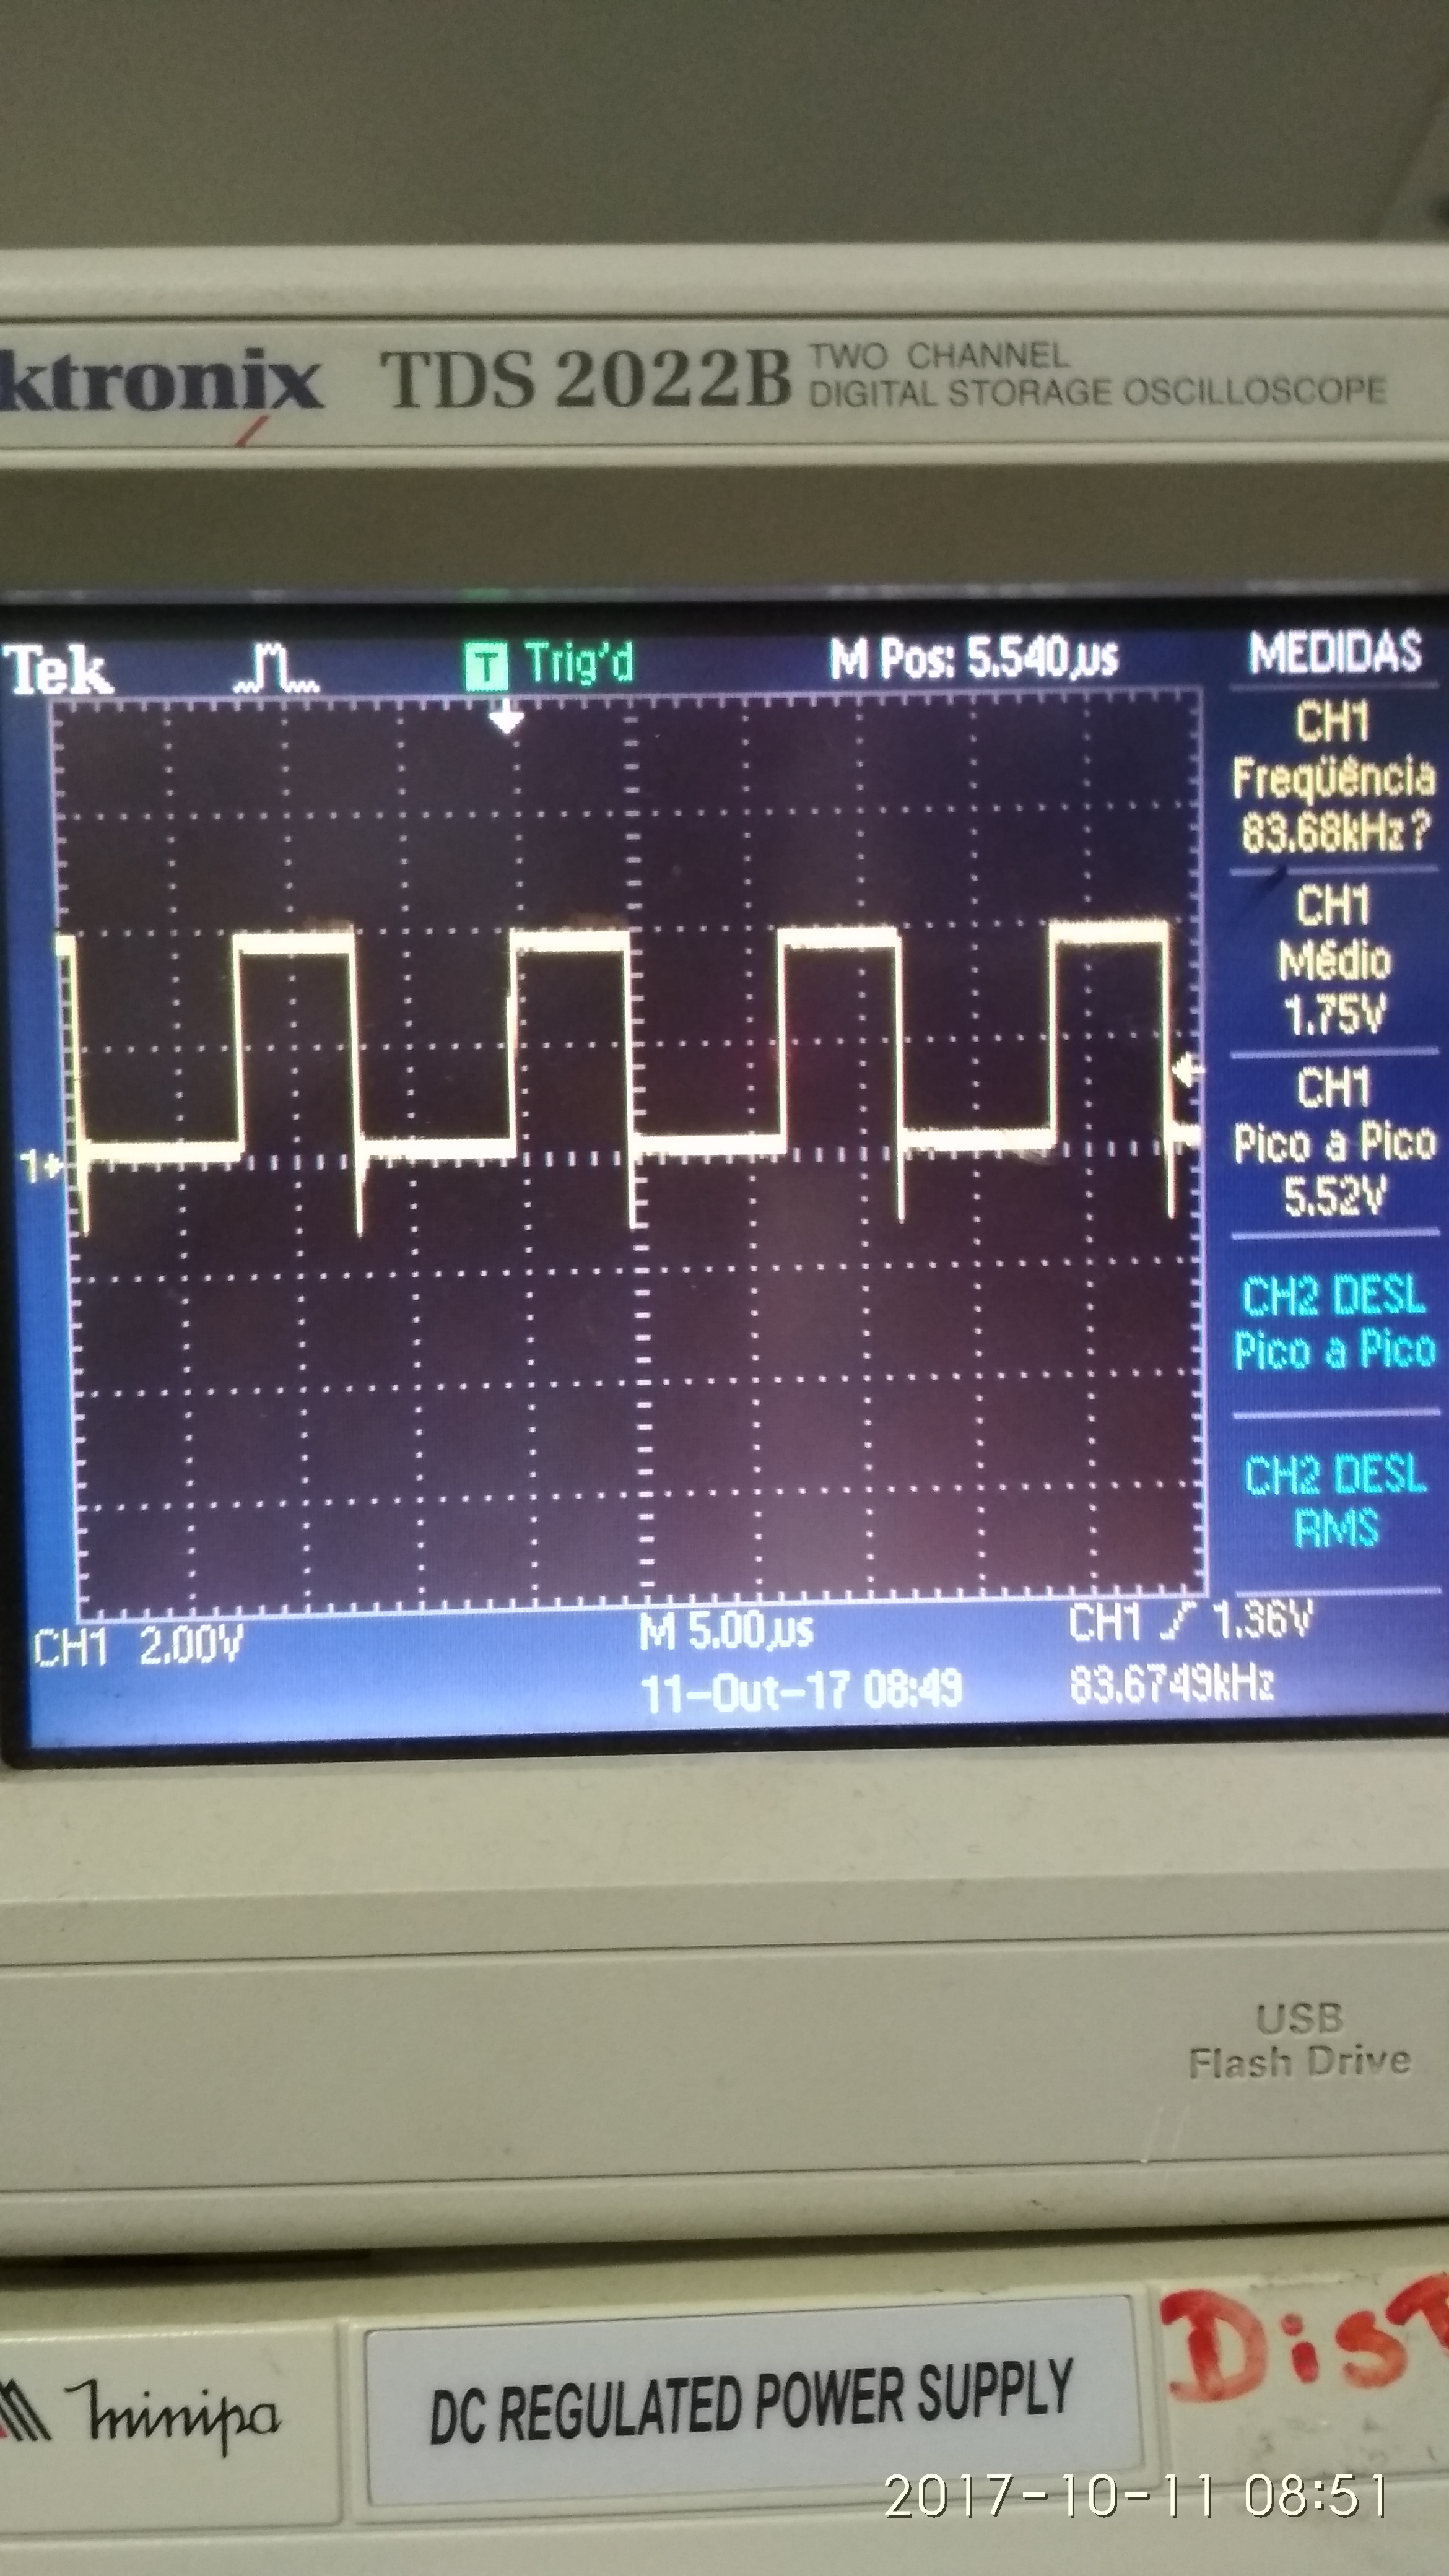 ktronix TDS 2022B TWO CHANNEL
DIGITAL STORAGE OSCILLOSCOPE
Tek T Trig'd M Pos: 5.540µs MEDIDAS
CH1
Freqüência
83.68kHz?
CH1
Médio
1.75V
CH1
Pico a Pico
5.52V
CH2 DESL
Pico a Pico
CH2 DESL
RMS
1
CH1 2.00V M 5.00µs CH1 1.36V
11-Out-17 08:49 83.6749kHz
USB
Flash Drive
minipa DC REGULATED POWER SUPPLY
2017-10-11 08:51